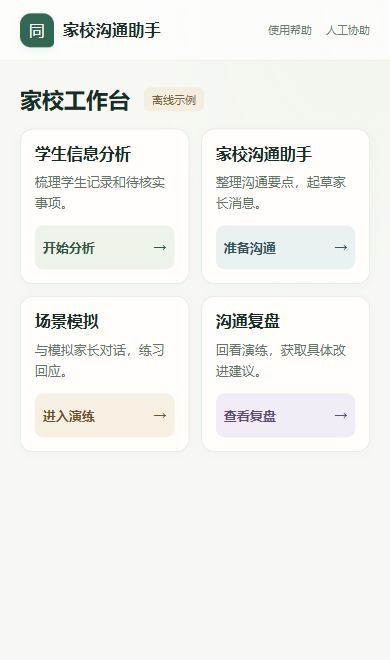 同 家校沟通助手 使用帮助 人工协助
家校工作台 离线示例
学生信息分析
梳理学生记录和待核实
事项。
开始分析 →
家校沟通助手
整理沟通要点，起草家
长消息。
准备沟通 →
场景模拟
与模拟家长对话，练习
回应。
进入演练 →
沟通复盘
回看演练，获取具体改
进建议。
查看复盘 →